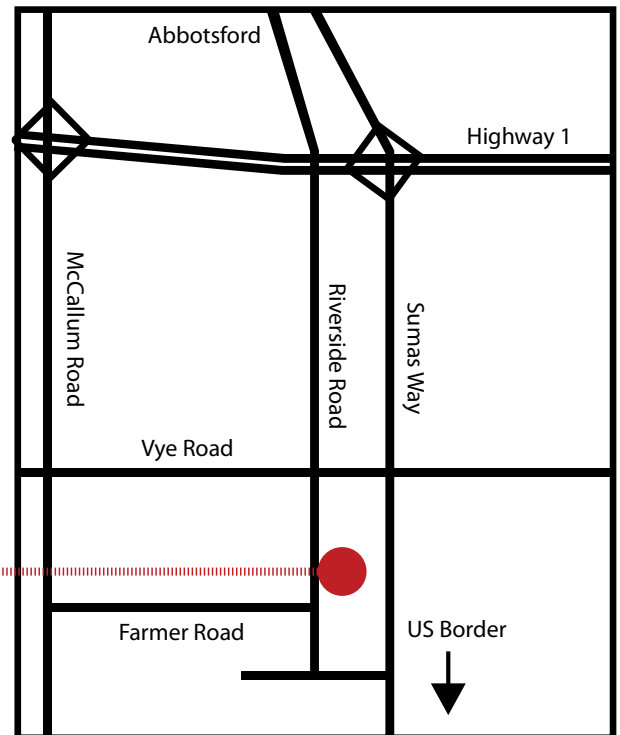 Abbotsford
Highway 1
McCallum Road
Riverside Road
Sumas Way
Vye Road
Farmer Road
US Border